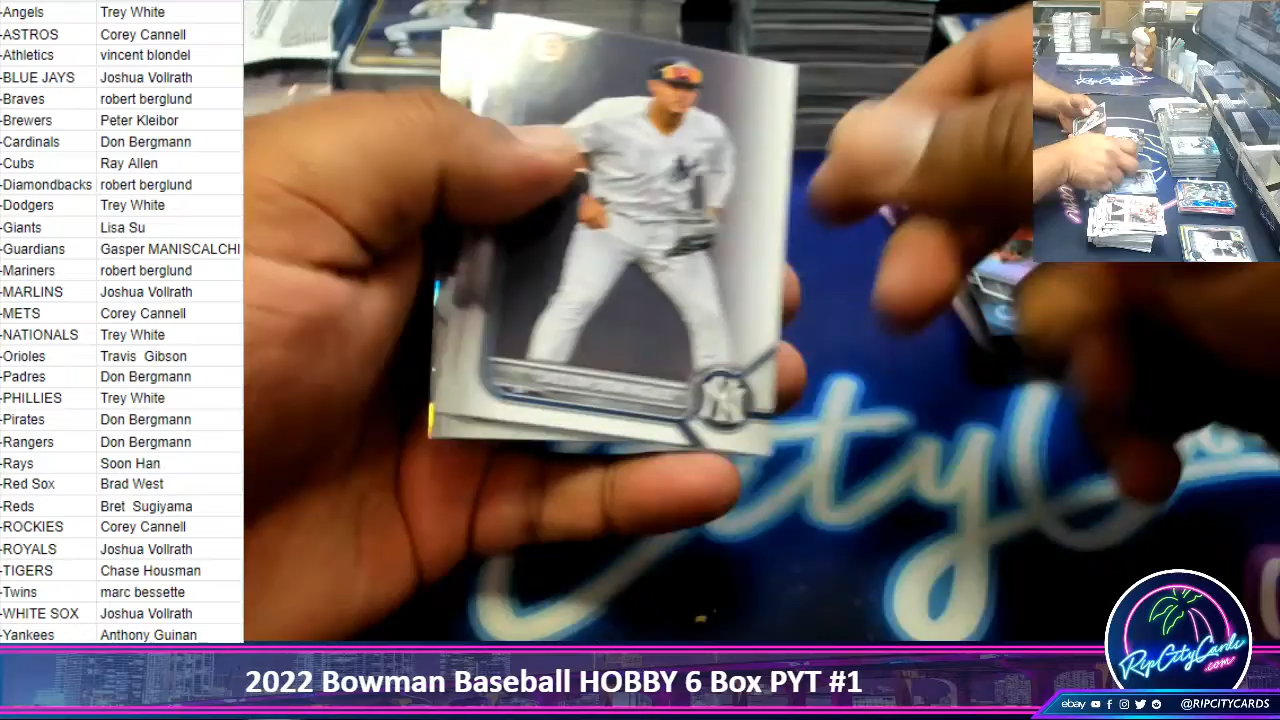 -Angels Trey White
-ASTROS Corey Cannell
-Athletics vincent blondel
-BLUE JAYS Joshua Vollrath
-Braves robert berglund
-Brewers Peter Kleibor
-Cardinals Don Bergmann
-Cubs Ray Allen
-Diamondbacks robert berglund
-Dodgers Trey White
-Giants Lisa Su
-Guardians Gasper MANISCALCHI
-Mariners robert berglund
-MARLINS Joshua Vollrath
-METS Corey Cannell
-NATIONALS Trey White
-Orioles Travis Gibson
-Padres Don Bergmann
-PHILLIES Trey White
-Pirates Don Bergmann
-Rangers Don Bergmann
-Rays Soon Han
-Red Sox Brad West
-Reds Bret Sugiyama
-ROCKIES Corey Cannell
-ROYALS Joshua Vollrath
-TIGERS Chase Housman
-Twins marc bessette
-WHITE SOX Joshua Vollrath
-Yankees Anthony Guinan
NY
NY
City
RipCityCards
.com
2022 Bowman Baseball HOBBY 6 Box PYT #1
ebay @RIPCITYCARDS